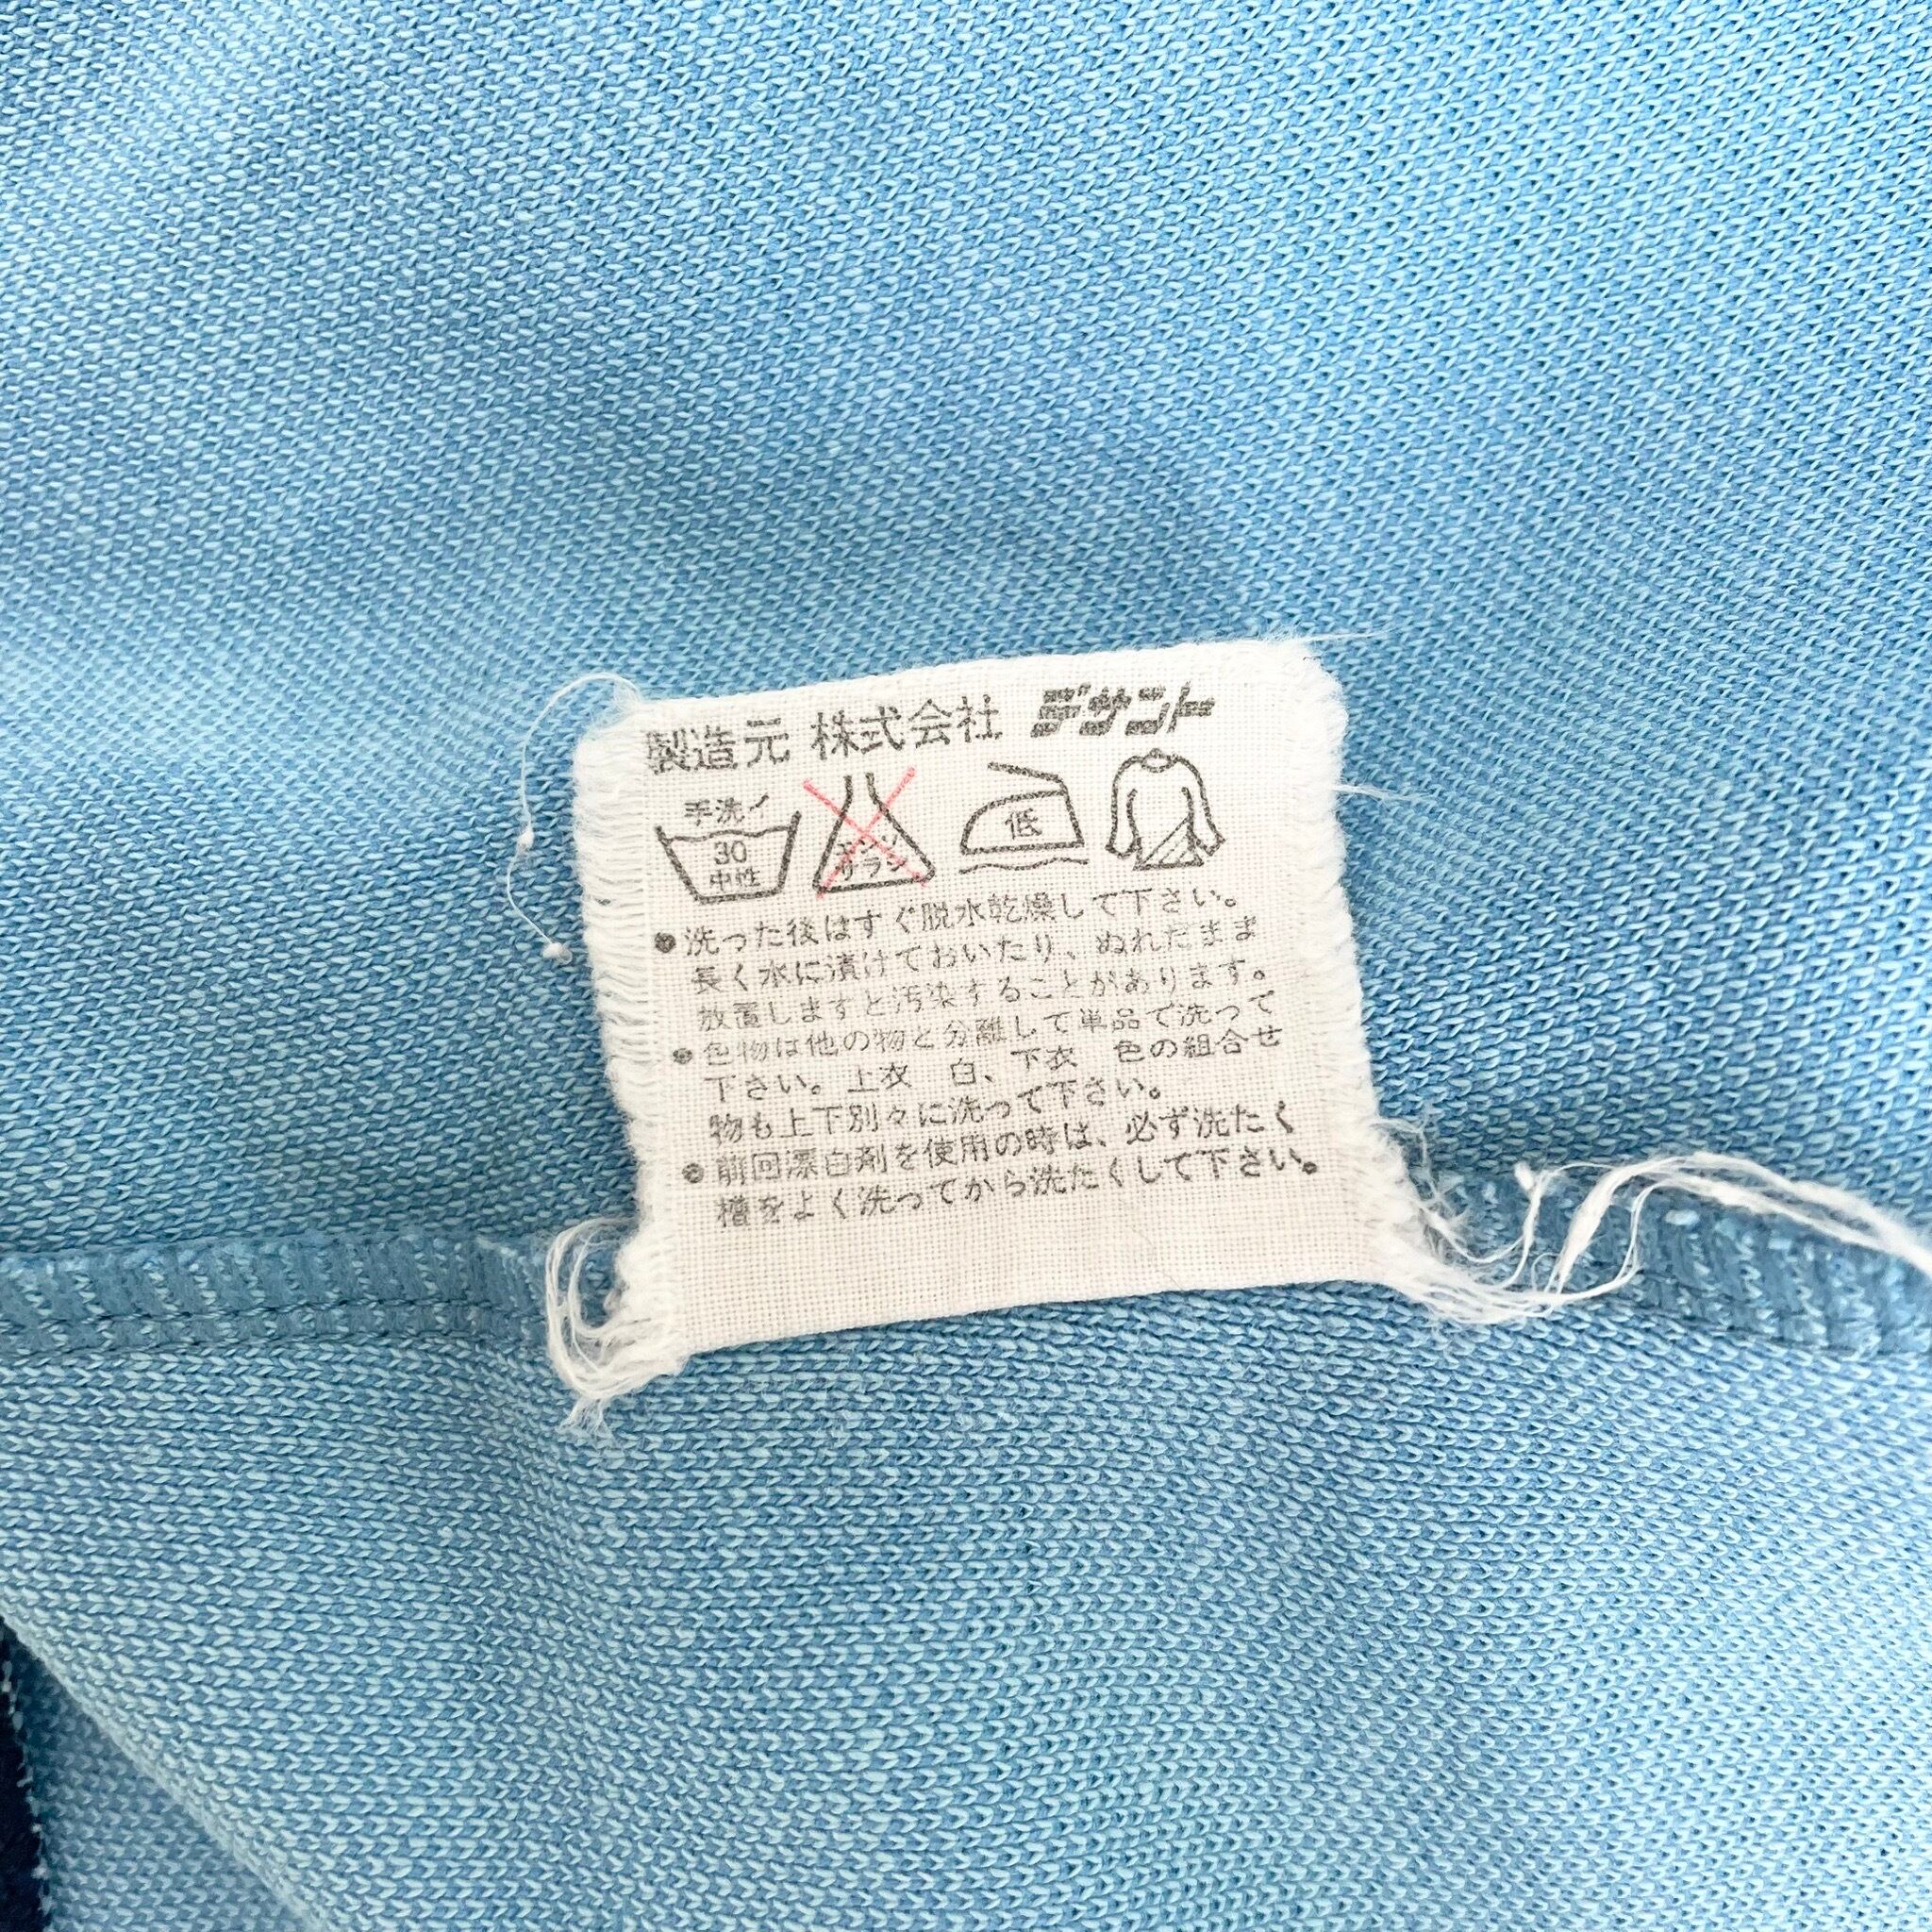 製造元 株式会社 デサント
手洗イ
30
中性
エンソ
サラシ
低
●洗った後はすぐ脱水乾燥して下さい。
長く水に漬けておいたり、ぬれたまま
放置しますと汚染することがあります。
●色物は他の物と分離して単品で洗って
下さい。上衣 白、下衣 色の組合せ
物も上下別々に洗って下さい。
●前回漂白剤を使用の時は、必ず洗たく
槽をよく洗ってから洗たくして下さい。